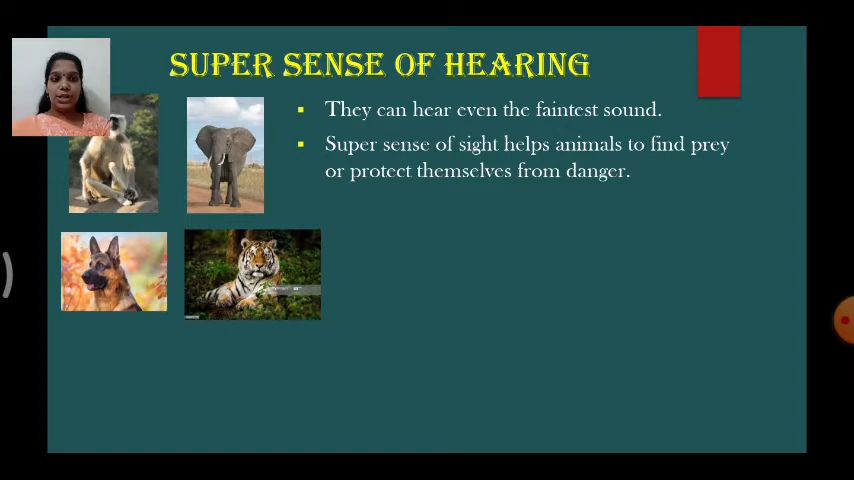 SUPER SENSE OF HEARING
They can hear even the faintest sound.
Super sense of sight helps animals to find prey
or protect themselves from danger.